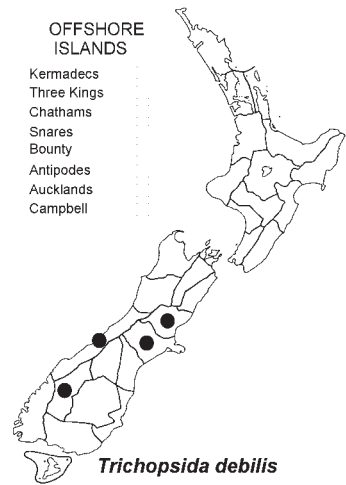 OFFSHORE
ISLANDS
Kermadecs
Three Kings
Chathams
Snares
Bounty
Antipodes
Aucklands
Campbell
Trichopsida debilis